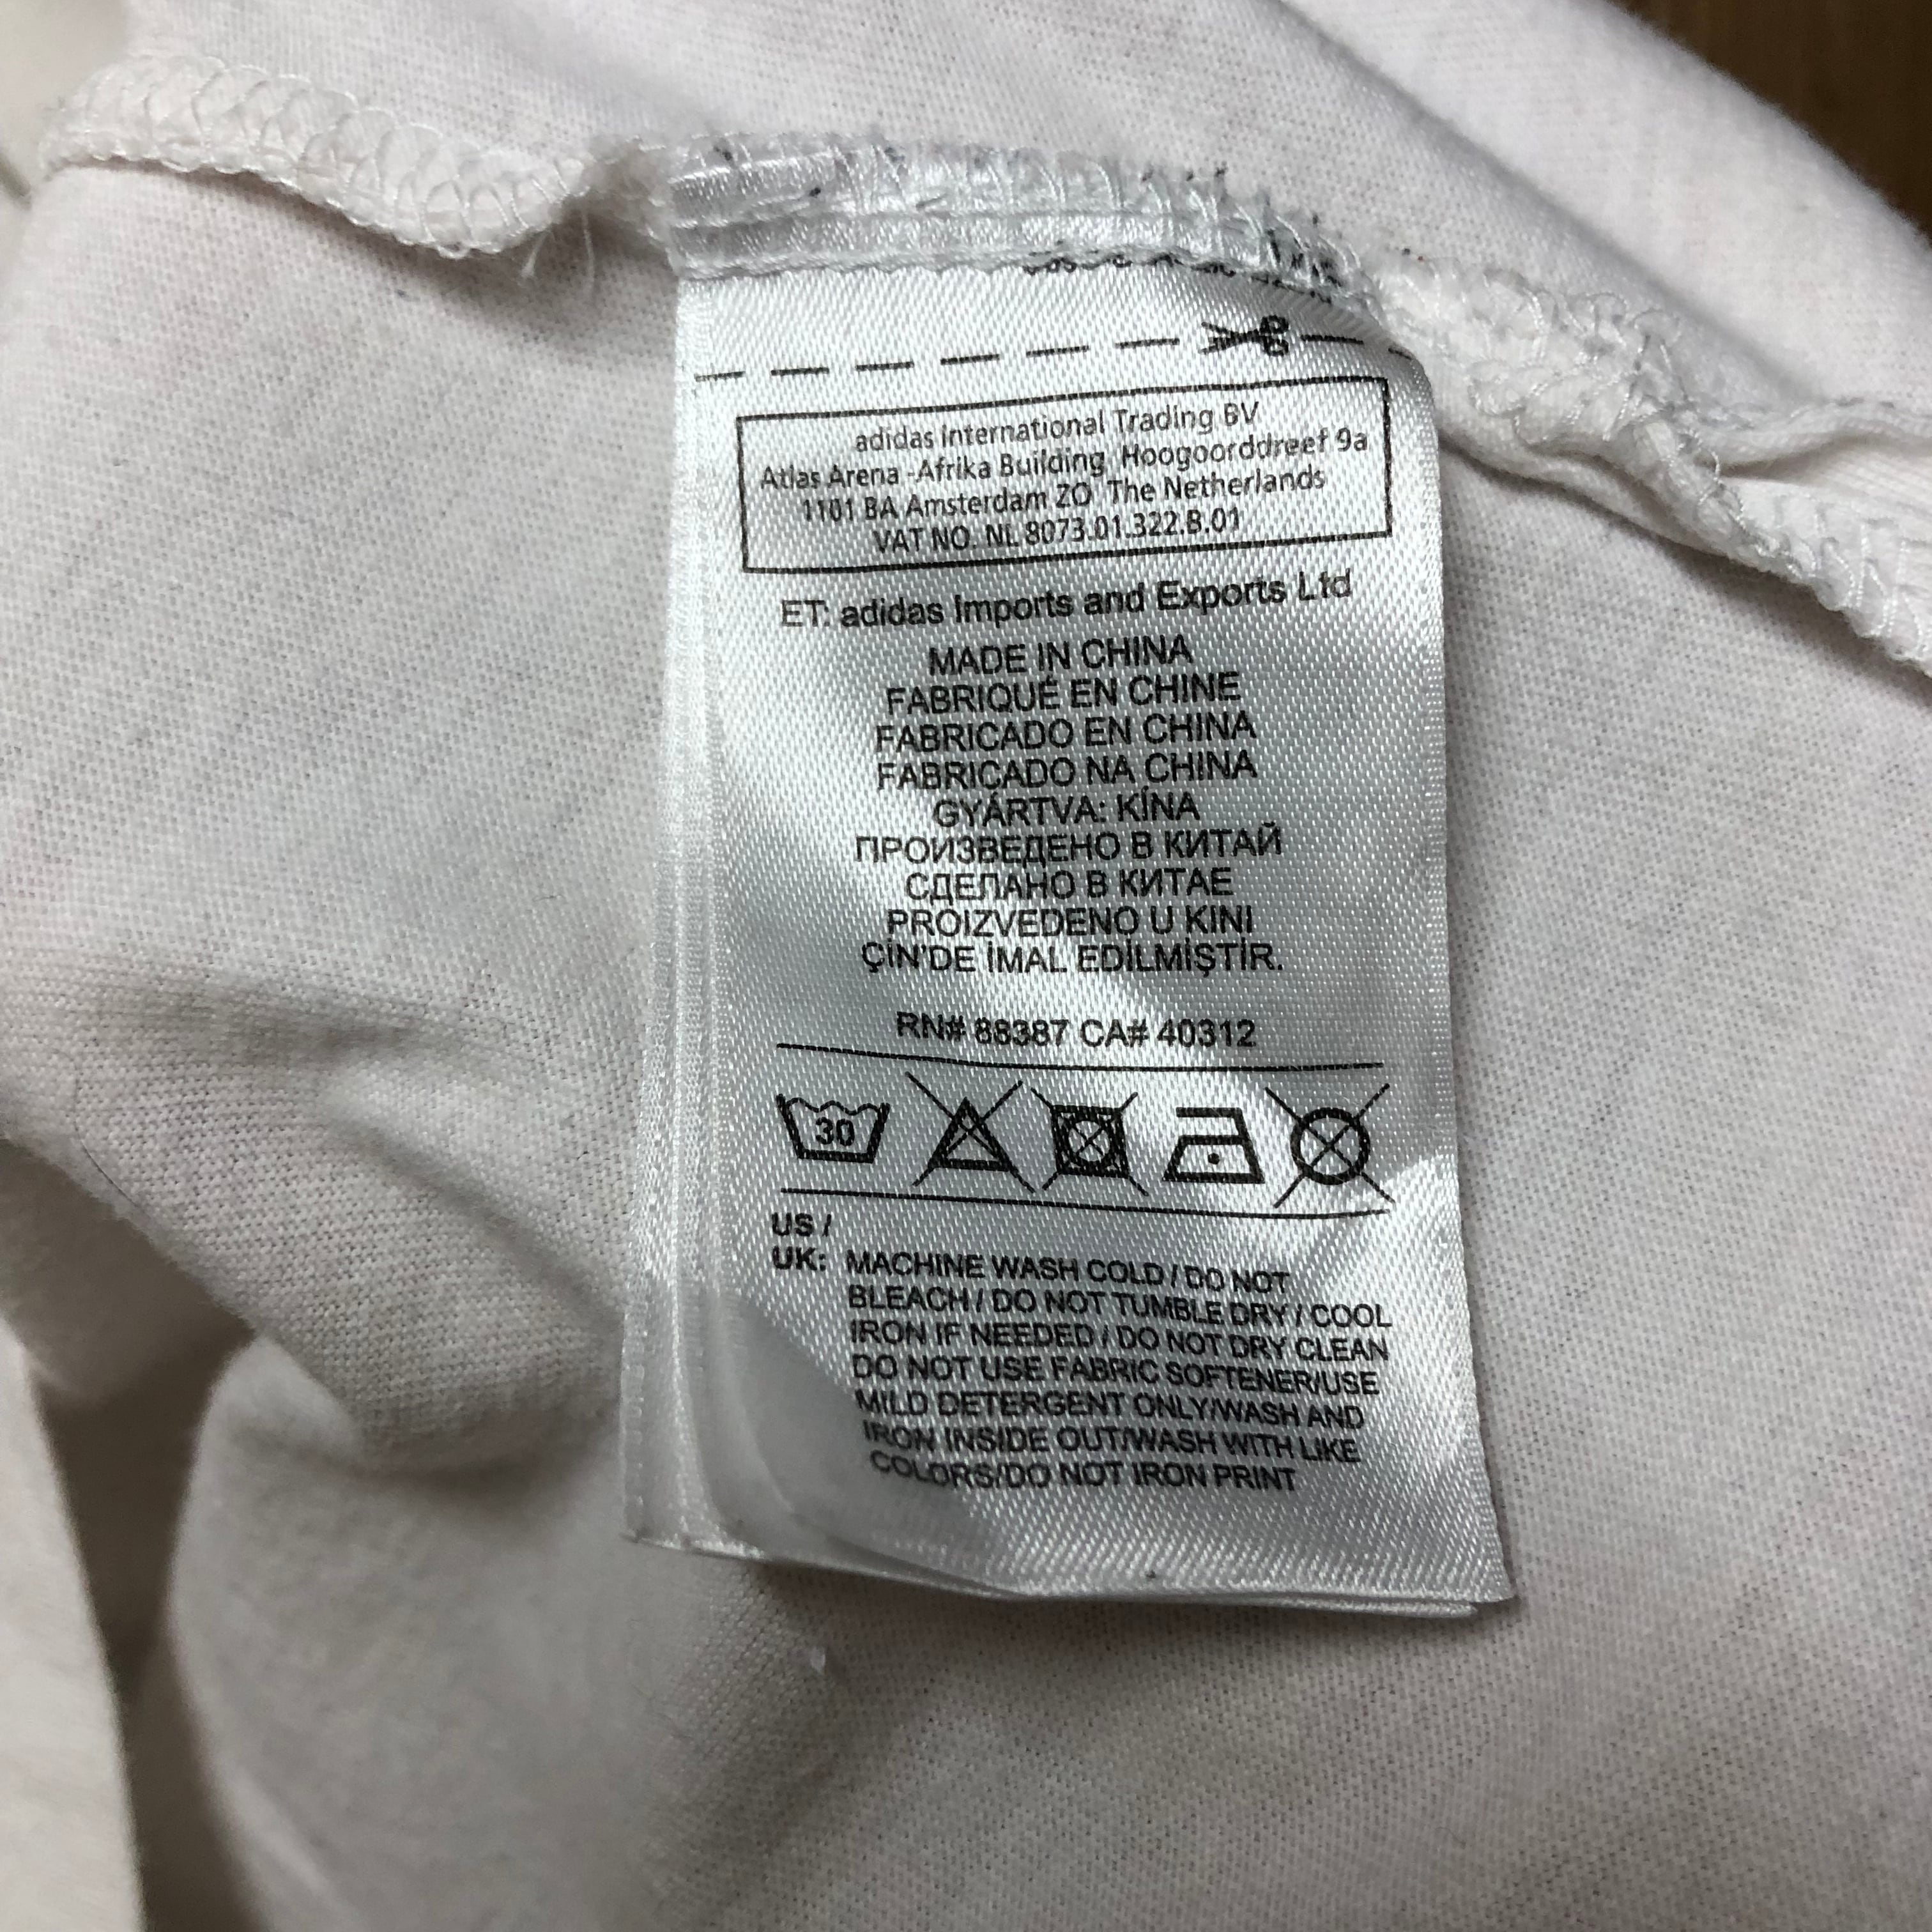 adidas International Trading BV
Atlas Arena -Afrika Building Hoogoorddreef 9a
1101 BA Amsterdam ZO The Netherlands
VAT NO. NL 8073.01.322.B.01
ET: adidas Imports and Exports Ltd
MADE IN CHINA
FABRIQUÉ EN CHINE
FABRICADO EN CHINA
FABRICADO NA CHINA
GYÁRTVA: KÍNA
ПРОИЗВЕДЕНО В КИТАЙ
СДЕЛАНО В КИТАЕ
PROIZVEDENO U KINI
ÇİN'DE İMAL EDİLMİŞTİR.
RN# 88387 CA# 40312
30
US /
UK: MACHINE WASH COLD / DO NOT
BLEACH / DO NOT TUMBLE DRY / COOL
IRON IF NEEDED / DO NOT DRY CLEAN
DO NOT USE FABRIC SOFTENER/USE
MILD DETERGENT ONLY/WASH AND
IRON INSIDE OUT/WASH WITH LIKE
COLORS/DO NOT IRON PRINT